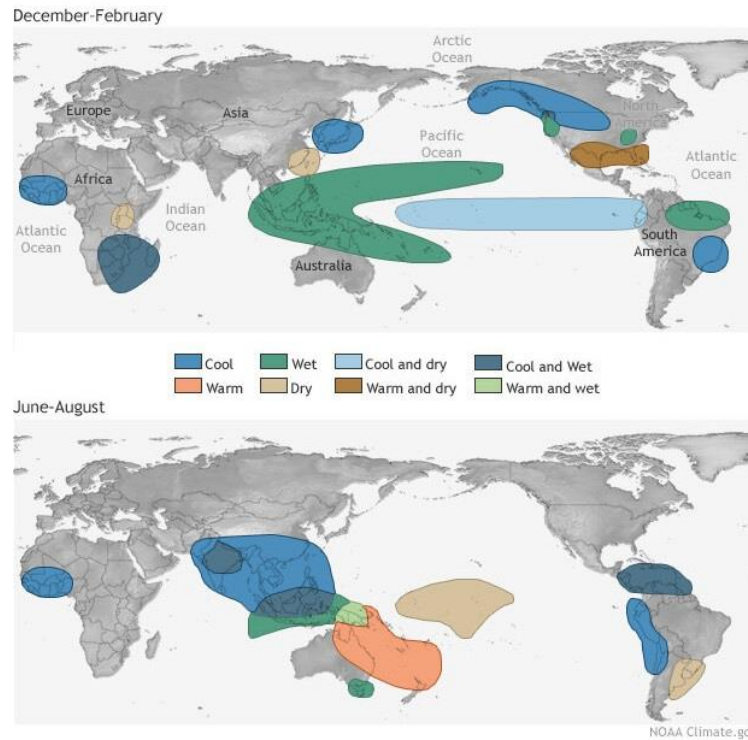 December-February
Arctic
Ocean
Europe
Asia
North
America
Pacific
Ocean
Atlantic
Ocean
Africa
Indian
Ocean
Atlantic
Ocean
South
America
Australia
Cool
Wet
Cool and dry
Cool and Wet
Warm
Dry
Warm and dry
Warm and wet
June-August
NOAA Climate.go